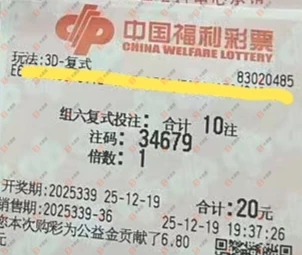 中国福利彩票
CHINA WELFARE LOTTERY
玩法:3D-复式
83020485
组六复式投注: 合计 10注
注码: 34679
倍数: 1
开奖期:2025339 25-12-19 合计:20元
销售期:2025339-36 25-12-19 19:37:26
您本次购彩为公益金贡献了6.80